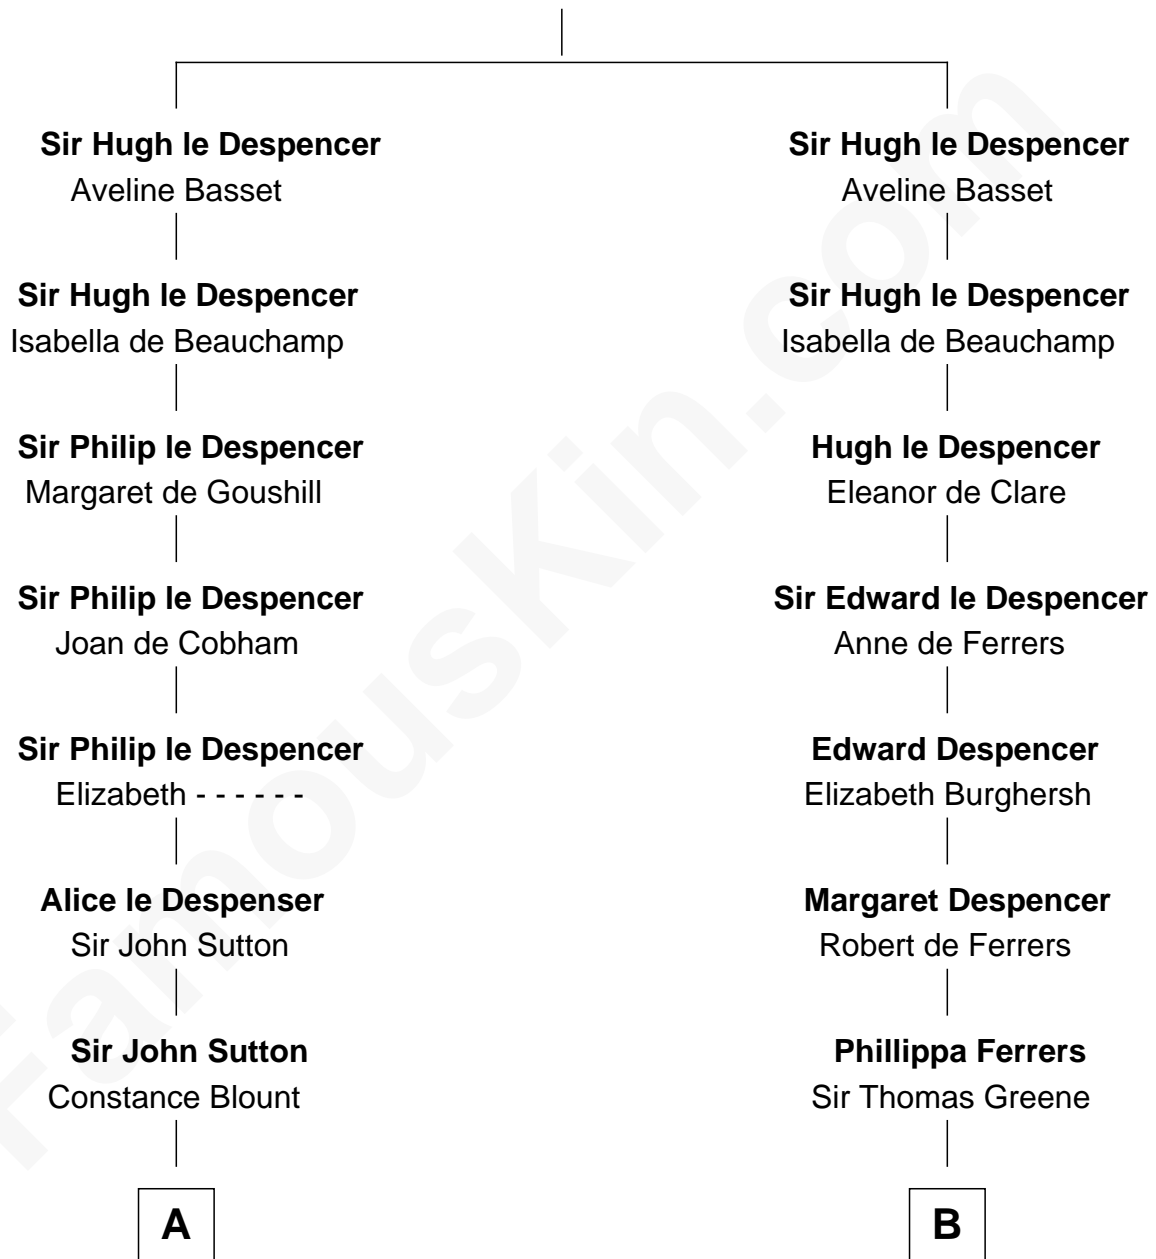 Sir Hugh le Despencer
Aveline Basset
Sir Hugh le Despencer
Isabella de Beauchamp
Sir Philip le Despencer
Margaret de Goushill
Sir Philip le Despencer
Joan de Cobham
Sir Philip le Despencer
Elizabeth - - - - - -
Alice le Despenser
Sir John Sutton
Sir John Sutton
Constance Blount
A
Sir Hugh le Despencer
Aveline Basset
Sir Hugh le Despencer
Isabella de Beauchamp
Hugh le Despencer
Eleanor de Clare
Sir Edward le Despencer
Anne de Ferrers
Edward Despencer
Elizabeth Burghersh
Margaret Despencer
Robert de Ferrers
Phillippa Ferrers
Sir Thomas Greene
B
FamousKin.com